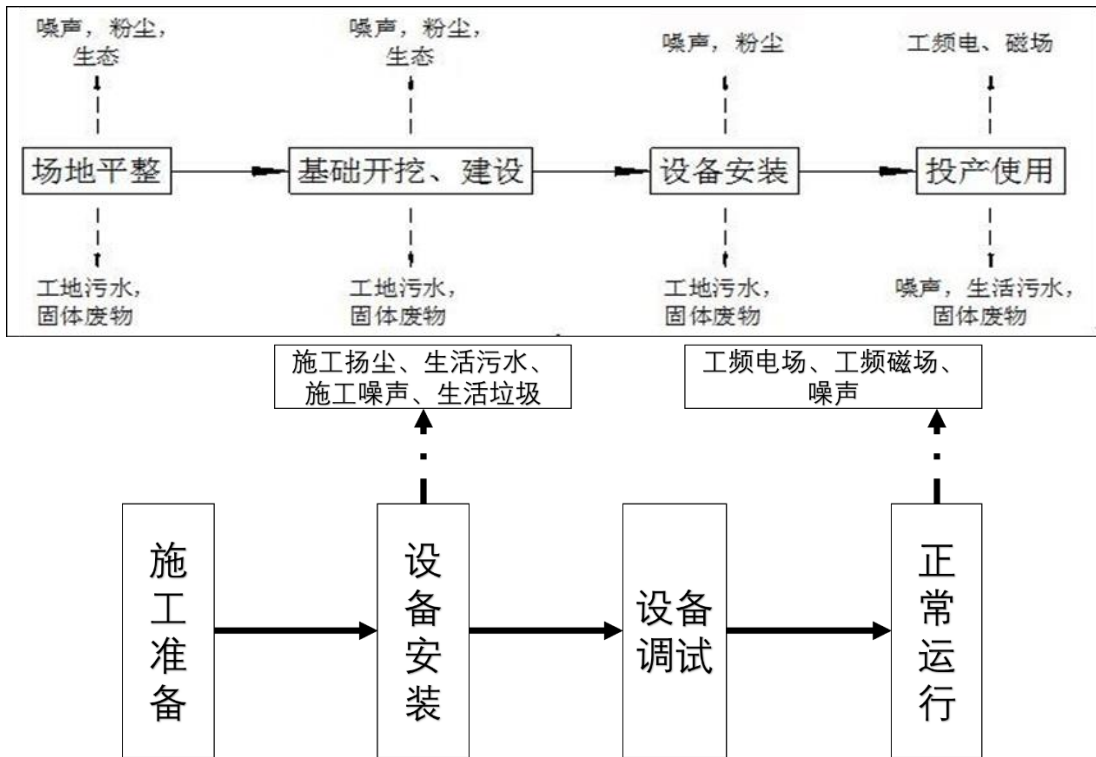 噪声，粉尘，
生态
噪声，粉尘，
生态
噪声，粉尘
工频电、磁场
场地平整
基础开挖、建设
设备安装
投产使用
工地污水，
固体废物
工地污水，
固体废物
工地污水，
固体废物
噪声，生活污水，
固体废物
施工扬尘、生活污水、
施工噪声、生活垃圾
工频电场、工频磁场、
噪声
施工准备
设备安装
设备
调试
正常运行